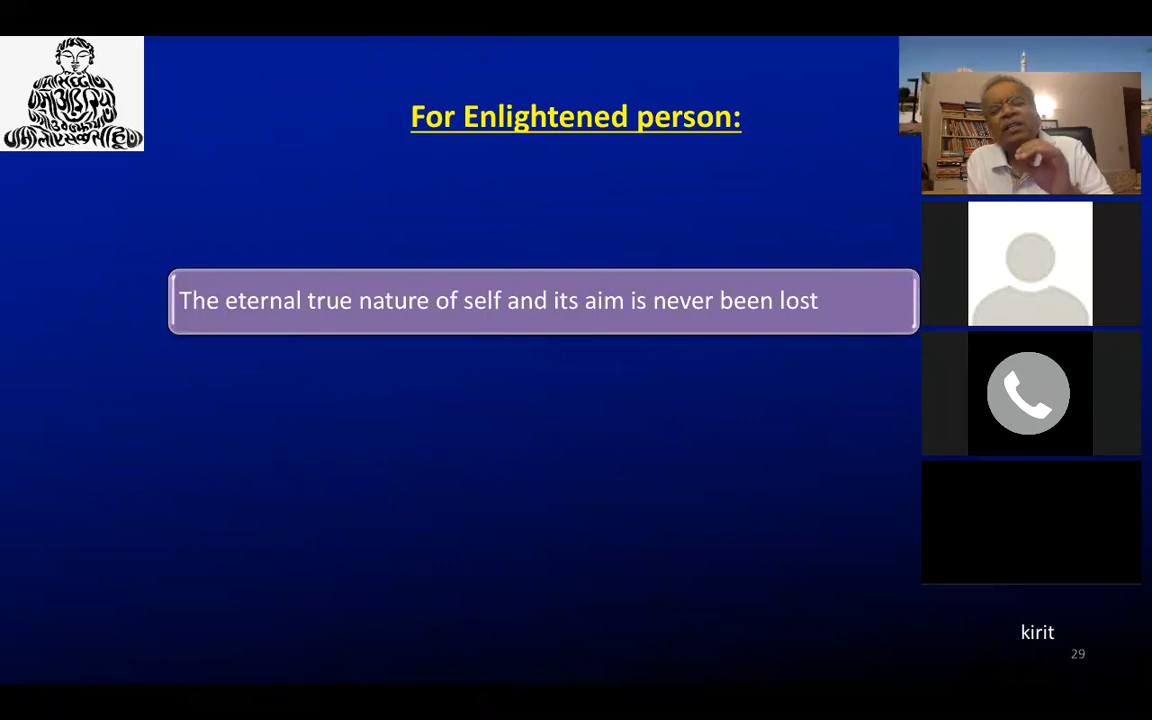 For Enlightened person:
The eternal true nature of self and its aim is never been lost
kirit
29